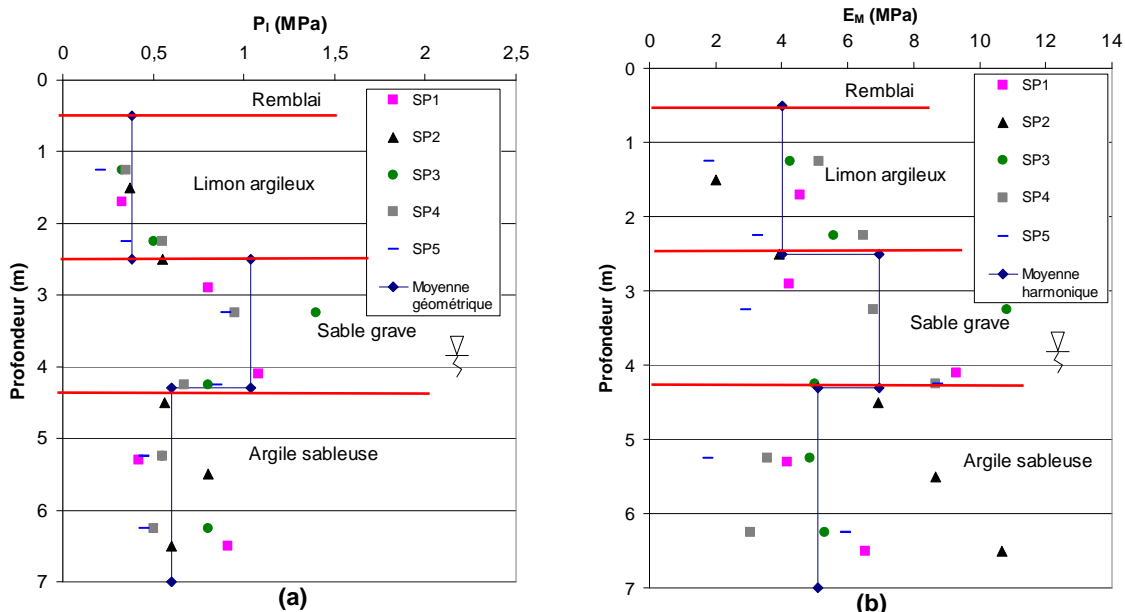 P_l (MPa)
0 0,5 1 1,5 2 2,5
0
1
2
3
4
5
6
7
Profondeur (m)
Remblai
Limon argileux
Sable grave
Argile sableuse
SP1
SP2
SP3
SP4
SP5
Moyenne
géométrique
(a)
E_M (MPa)
0 2 4 6 8 10 12 14
0
1
2
3
4
5
6
7
Profondeur (m)
Remblai
Limon argileux
Sable grave
Argile sableuse
SP1
SP2
SP3
SP4
SP5
Moyenne
harmonique
(b)